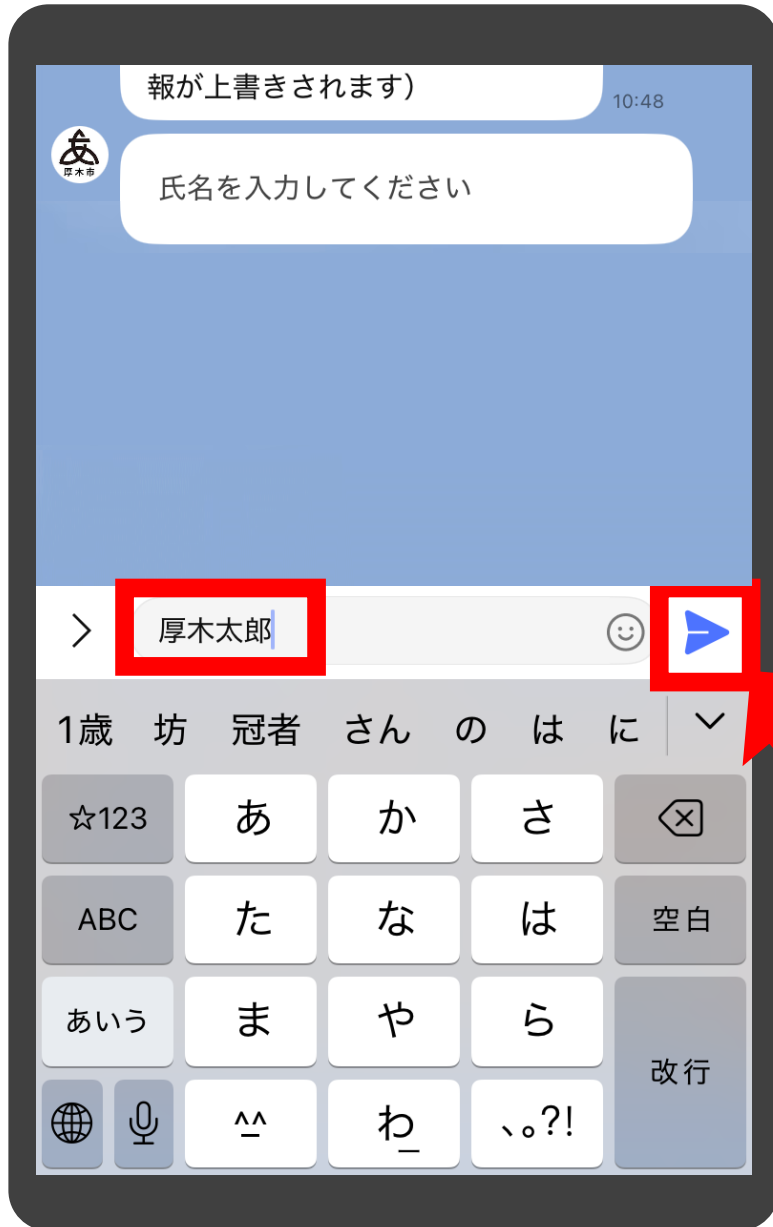 報が上書きされます）
10:48
あ
厚木市
氏名を入力してください
厚木太郎
1歳 坊 冠者 さん の は に
☆123 あ か さ
ABC た な は 空白
あいう ま や ら
改行
^^ わ_ 、。?!